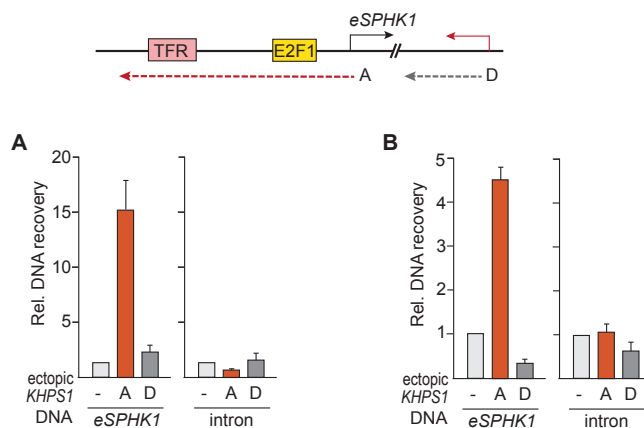 eSPHK1
TFR E2F1
A D
A
20
15
10
5
Rel. DNA recovery
ectopic
KHPS1 - A D - A D
DNA eSPHK1 intron
B
5
4
3
2
1
Rel. DNA recovery
ectopic
KHPS1 - A D - A D
DNA eSPHK1 intron